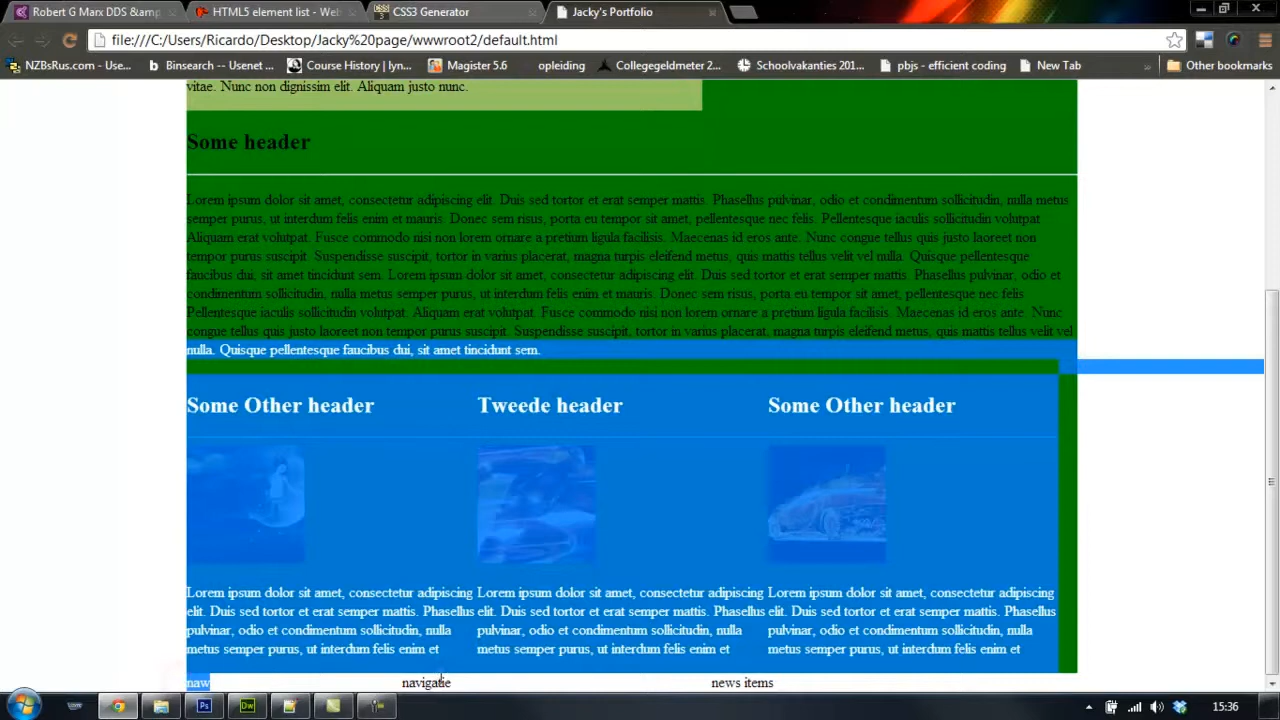 Robert G Marx DDS &amp
HTML5 element list - Web
CSS3 Generator
Jacky's Portfolio
file:///C:/Users/Ricardo/Desktop/Jacky%20page/wwwroot2/default.html
NZBsRus.com - Use...
Binsearch -- Usenet ...
Course History | lyn...
Magister 5.6
opleiding
Collegegeldmeter 2...
Schoolvakanties 201...
pbjs - efficient coding
New Tab
»
Other bookmarks
vitae. Nunc non dignissim elit. Aliquam justo nunc.
Some header
Lorem ipsum dolor sit amet, consectetur adipiscing elit. Duis sed tortor et erat semper mattis. Phasellus pulvinar, odio et condimentum sollicitudin, nulla metus
semper purus, ut interdum felis enim et mauris. Donec sem risus, porta eu tempor sit amet, pellentesque nec felis. Pellentesque iaculis sollicitudin volutpat
Aliquam erat volutpat. Fusce commodo nisi non lorem ornare a pretium ligula facilisis. Maecenas id eros ante. Nunc congue tellus quis justo laoreet non
tempor purus suscipit. Suspendisse suscipit, tortor in varius placerat, magna turpis eleifend metus, quis mattis tellus velit vel nulla. Quisque pellentesque
faucibus dui, sit amet tincidunt sem. Lorem ipsum dolor sit amet, consectetur adipiscing elit. Duis sed tortor et erat semper mattis. Phasellus pulvinar, odio et
condimentum sollicitudin, nulla metus semper purus, ut interdum felis enim et mauris. Donec sem risus, porta eu tempor sit amet, pellentesque nec felis
Pellentesque iaculis sollicitudin volutpat. Aliquam erat volutpat. Fusce commodo nisi non lorem ornare a pretium ligula facilisis. Maecenas id eros ante. Nunc
congue tellus quis justo laoreet non tempor purus suscipit. Suspendisse suscipit, tortor in varius placerat, magna turpis eleifend metus, quis mattis tellus velit vel
nulla. Quisque pellentesque faucibus dui, sit amet tincidunt sem.
Some Other header
Tweede header
Some Other header
Lorem ipsum dolor sit amet, consectetur adipiscing
elit. Duis sed tortor et erat semper mattis. Phasellus
pulvinar, odio et condimentum sollicitudin, nulla
metus semper purus, ut interdum felis enim et
Lorem ipsum dolor sit amet, consectetur adipiscing
elit. Duis sed tortor et erat semper mattis. Phasellus
pulvinar, odio et condimentum sollicitudin, nulla
metus semper purus, ut interdum felis enim et
Lorem ipsum dolor sit amet, consectetur adipiscing
elit. Duis sed tortor et erat semper mattis. Phasellus
pulvinar, odio et condimentum sollicitudin, nulla
metus semper purus, ut interdum felis enim et
naw
navigatie
news items
Ps
Dw
15:36